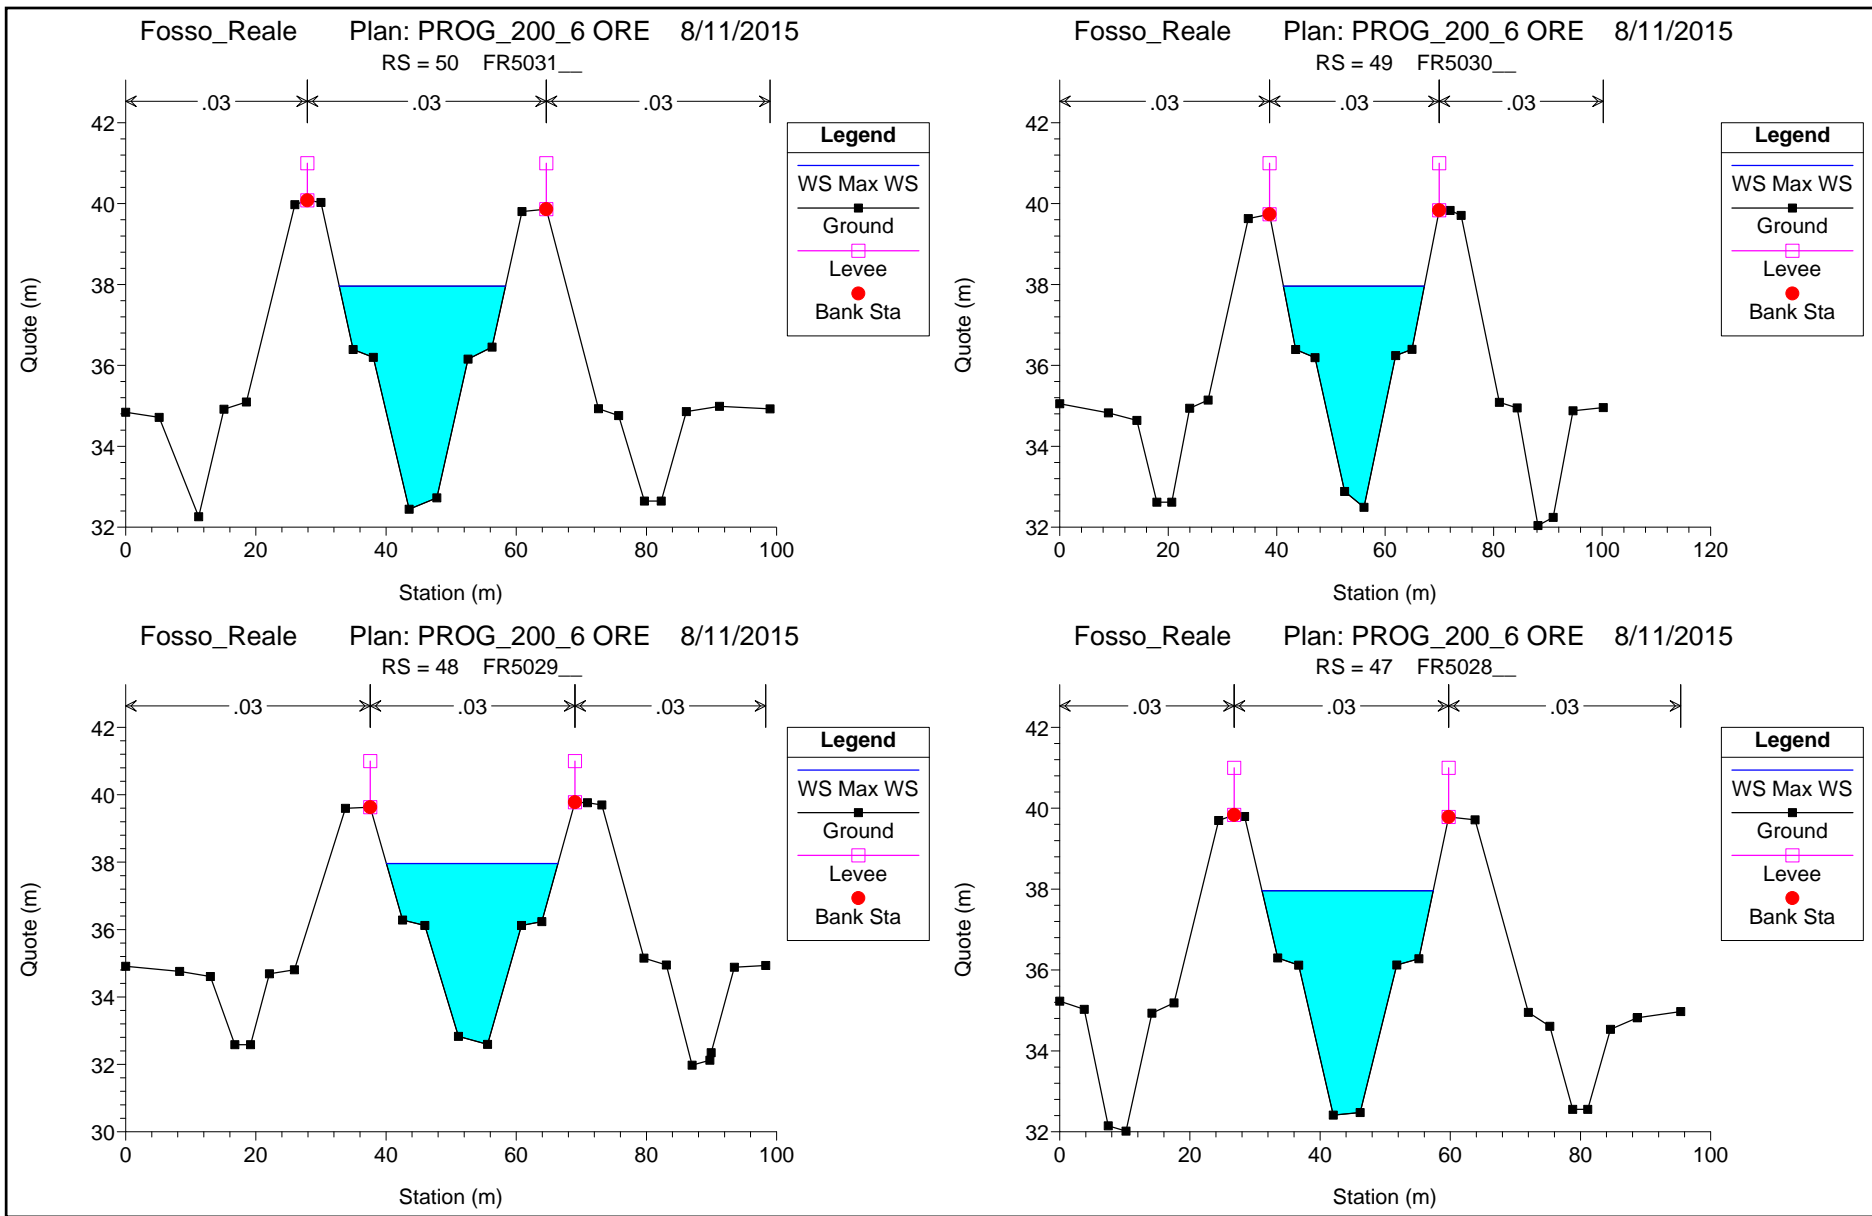 Fosso_Reale Plan: PROG_200_6 ORE 8/11/2015
RS = 50 FR5031__
.03 .03 .03
42
40
38
36
34
32
Quote (m)
0 20 40 60 80 100
Station (m)
Legend
WS Max WS
Ground
Levee
Bank Sta
Fosso_Reale Plan: PROG_200_6 ORE 8/11/2015
RS = 49 FR5030__
.03 .03 .03
42
40
38
36
34
32
Quote (m)
0 20 40 60 80 100 120
Station (m)
Legend
WS Max WS
Ground
Levee
Bank Sta
Fosso_Reale Plan: PROG_200_6 ORE 8/11/2015
RS = 48 FR5029__
.03 .03 .03
42
40
38
36
34
32
30
Quote (m)
0 20 40 60 80 100
Station (m)
Legend
WS Max WS
Ground
Levee
Bank Sta
Fosso_Reale Plan: PROG_200_6 ORE 8/11/2015
RS = 47 FR5028__
.03 .03 .03
42
40
38
36
34
32
Quote (m)
0 20 40 60 80 100
Station (m)
Legend
WS Max WS
Ground
Levee
Bank Sta